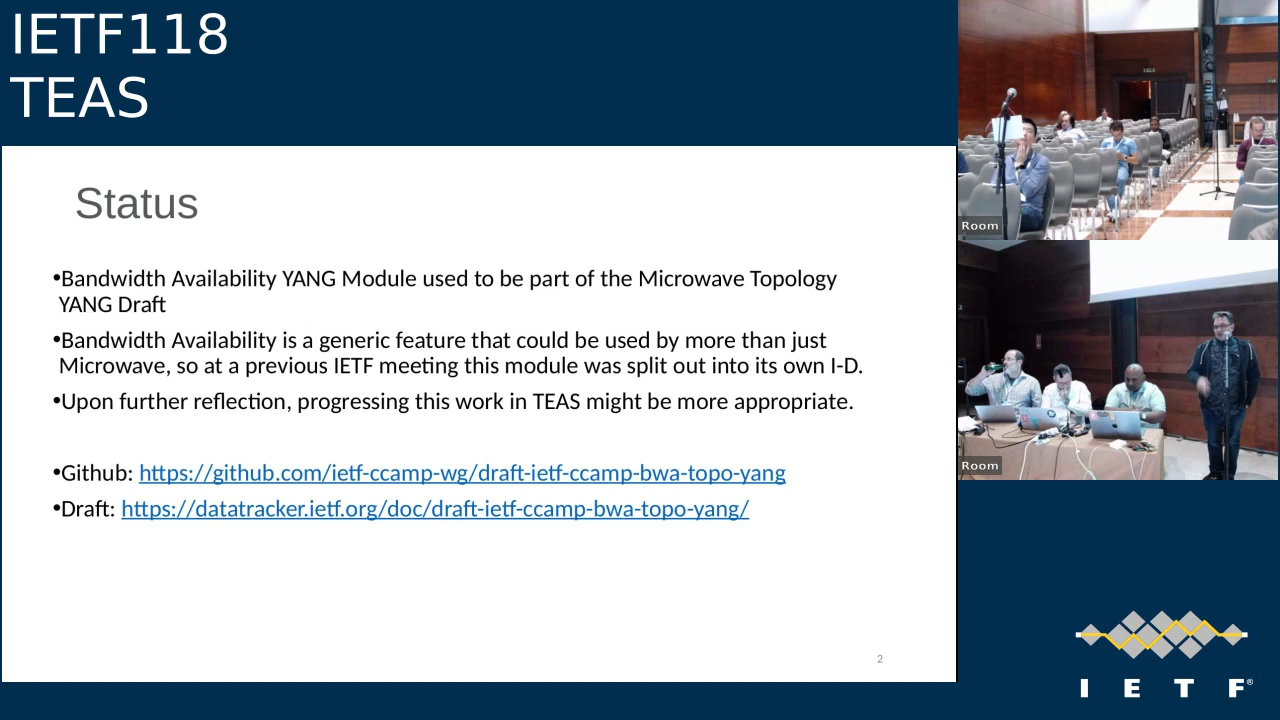 IETF118
TEAS
Status
•Bandwidth Availability YANG Module used to be part of the Microwave Topology
YANG Draft
•Bandwidth Availability is a generic feature that could be used by more than just
Microwave, so at a previous IETF meeting this module was split out into its own I-D.
•Upon further reflection, progressing this work in TEAS might be more appropriate.
•Github: https://github.com/ietf-ccamp-wg/draft-ietf-ccamp-bwa-topo-yang
•Draft: https://datatracker.ietf.org/doc/draft-ietf-ccamp-bwa-topo-yang/
2
Room
Room
I E T F®